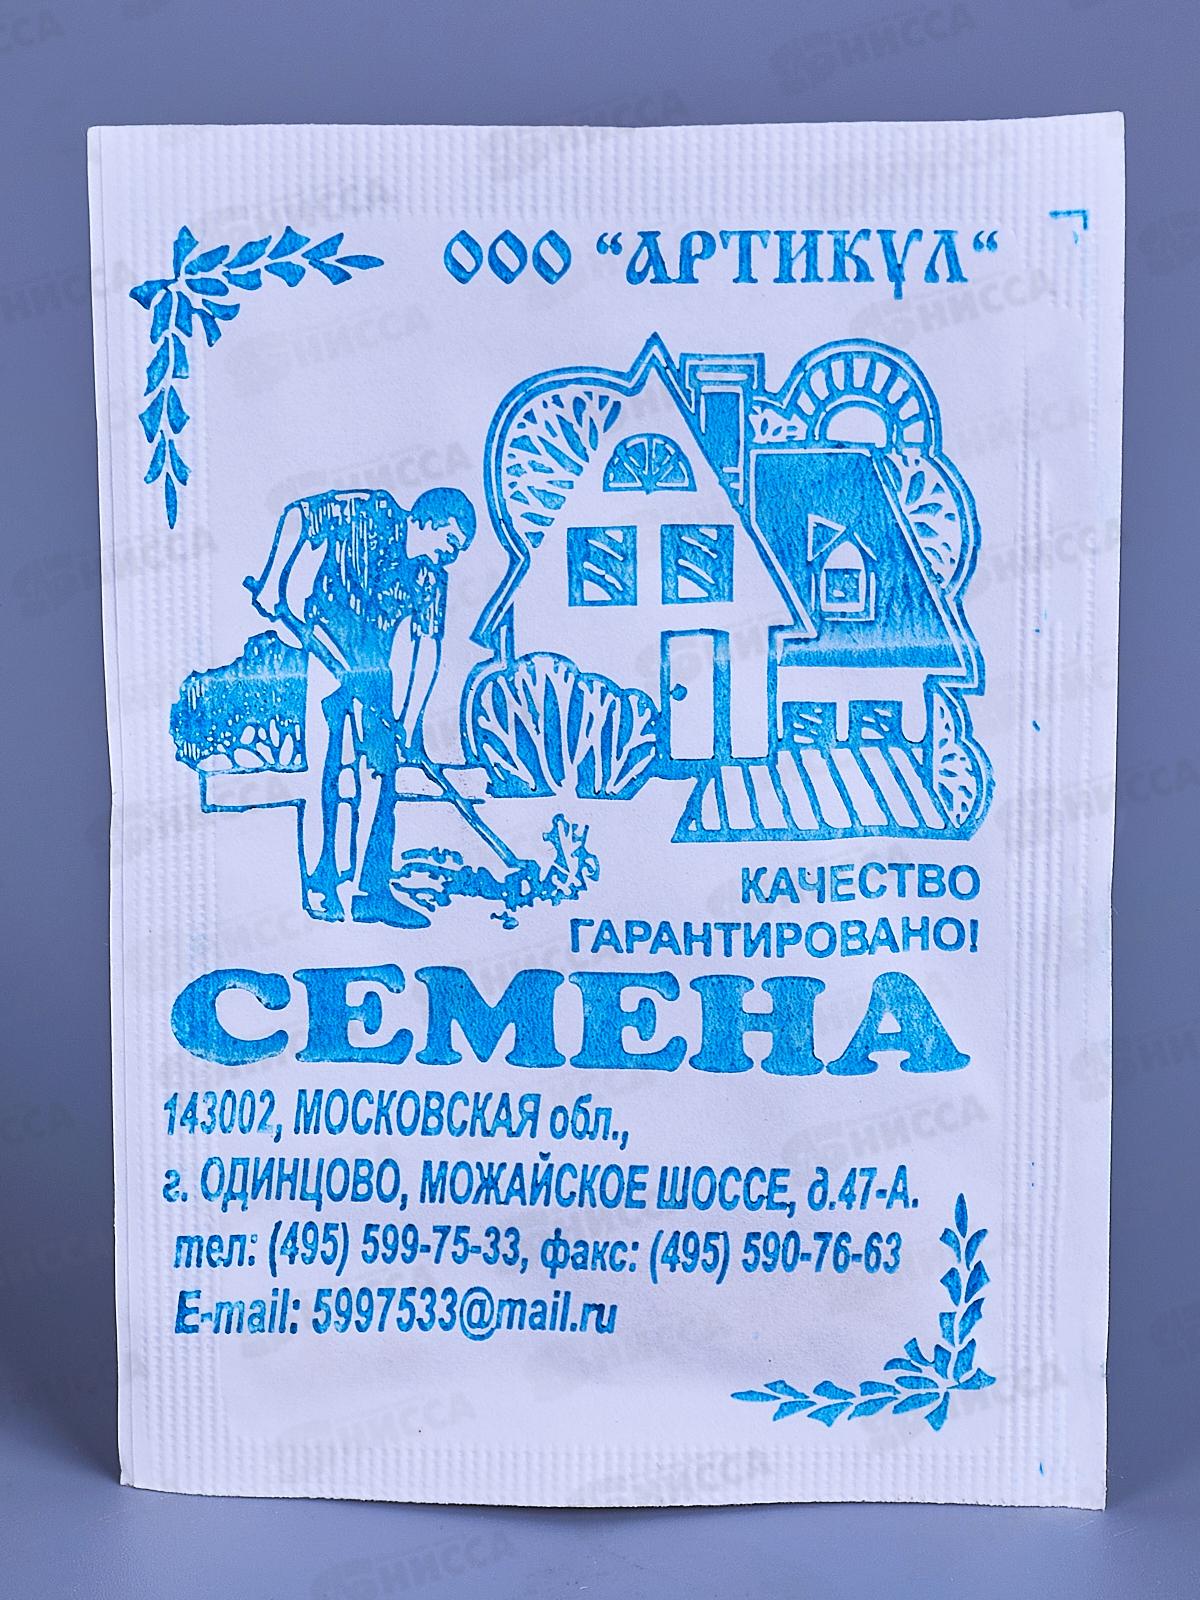 ООО “АРТИКУЛ“
КАЧЕСТВО
ГАРАНТИРОВАНО!
СЕМЕНА
143002, МОСКОВСКАЯ обл.,
г. ОДИНЦОВО, МОЖАЙСКОЕ ШОССЕ, д.47-А.
тел: (495) 599-75-33, факс: (495) 590-76-63
E-mail: 5997533@mail.ru